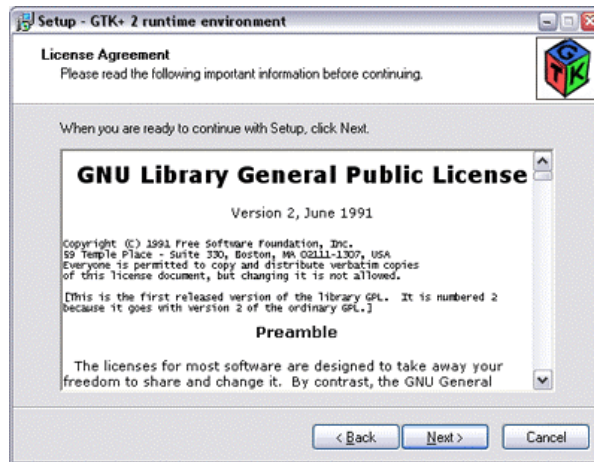 Setup - GTK+ 2 runtime environment
License Agreement
Please read the following important information before continuing.
GTK
When you are ready to continue with Setup, click Next.
GNU Library General Public License
Version 2, June 1991
Copyright (C) 1991 Free Software Foundation, Inc.
59 Temple Place - Suite 330, Boston, MA 02111-1307, USA
Everyone is permitted to copy and distribute verbatim copies
of this license document, but changing it is not allowed.
[This is the first released version of the library GPL.  It is numbered 2
because it goes with version 2 of the ordinary GPL.]
Preamble
The licenses for most software are designed to take away your
freedom to share and change it.  By contrast, the GNU General
< Back
Next >
Cancel